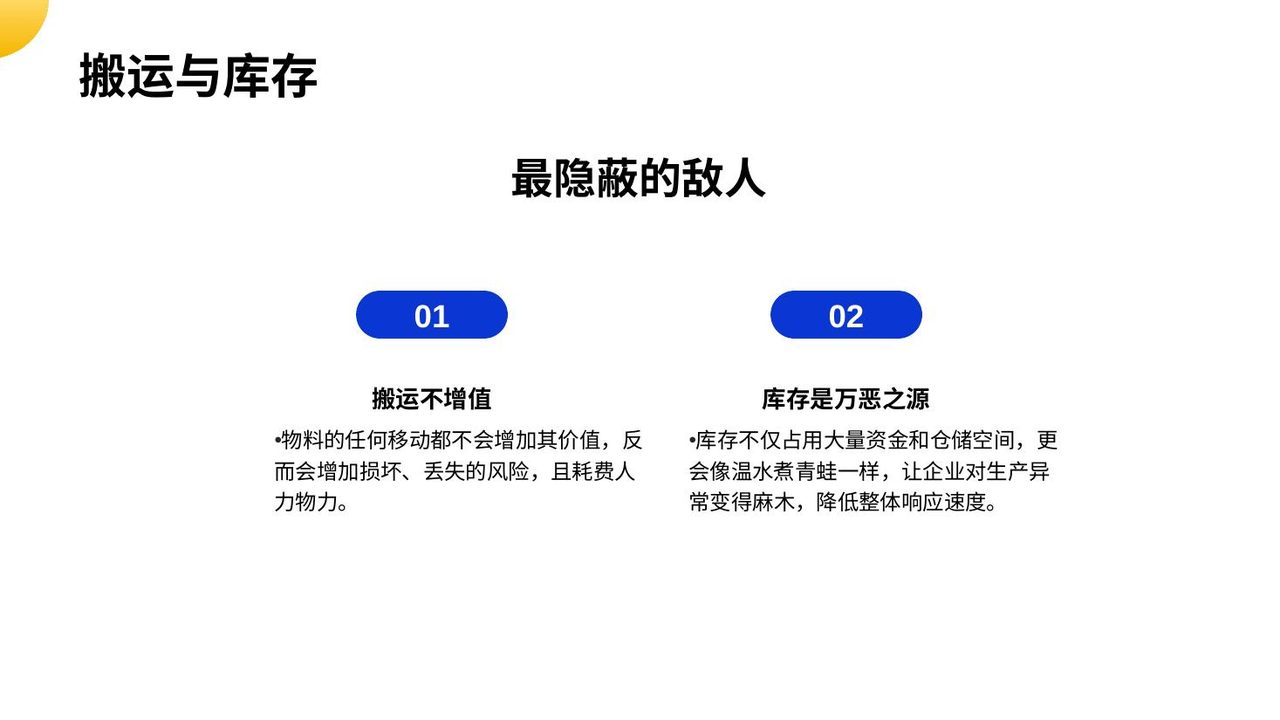 搬运与库存
最隐蔽的敌人
01
搬运不增值
•物料的任何移动都不会增加其价值，反
而会增加损坏、丢失的风险，且耗费人
力物力。
02
库存是万恶之源
•库存不仅占用大量资金和仓储空间，更
会像温水煮青蛙一样，让企业对生产异
常变得麻木，降低整体响应速度。